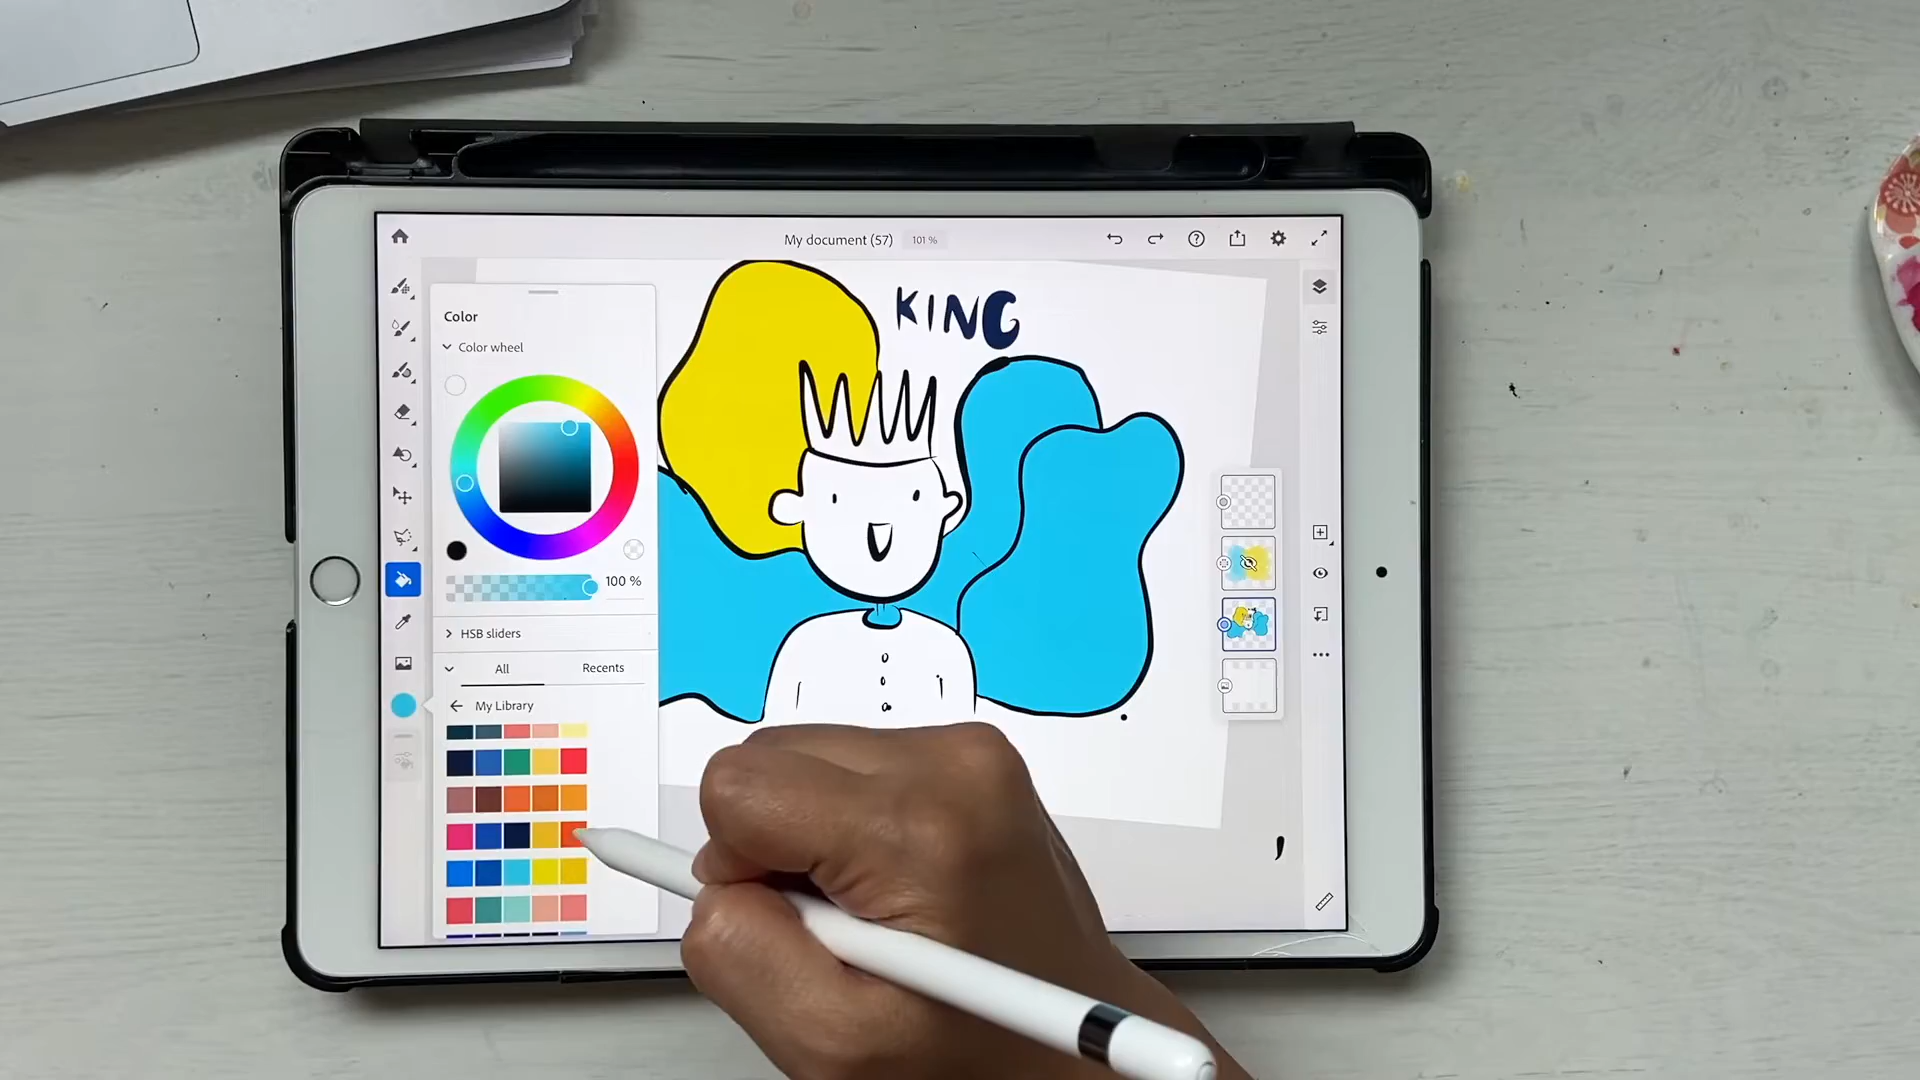 My document (57) 101 %
KING
Color
Color wheel
100 %
HSB sliders
All Recents
My Library